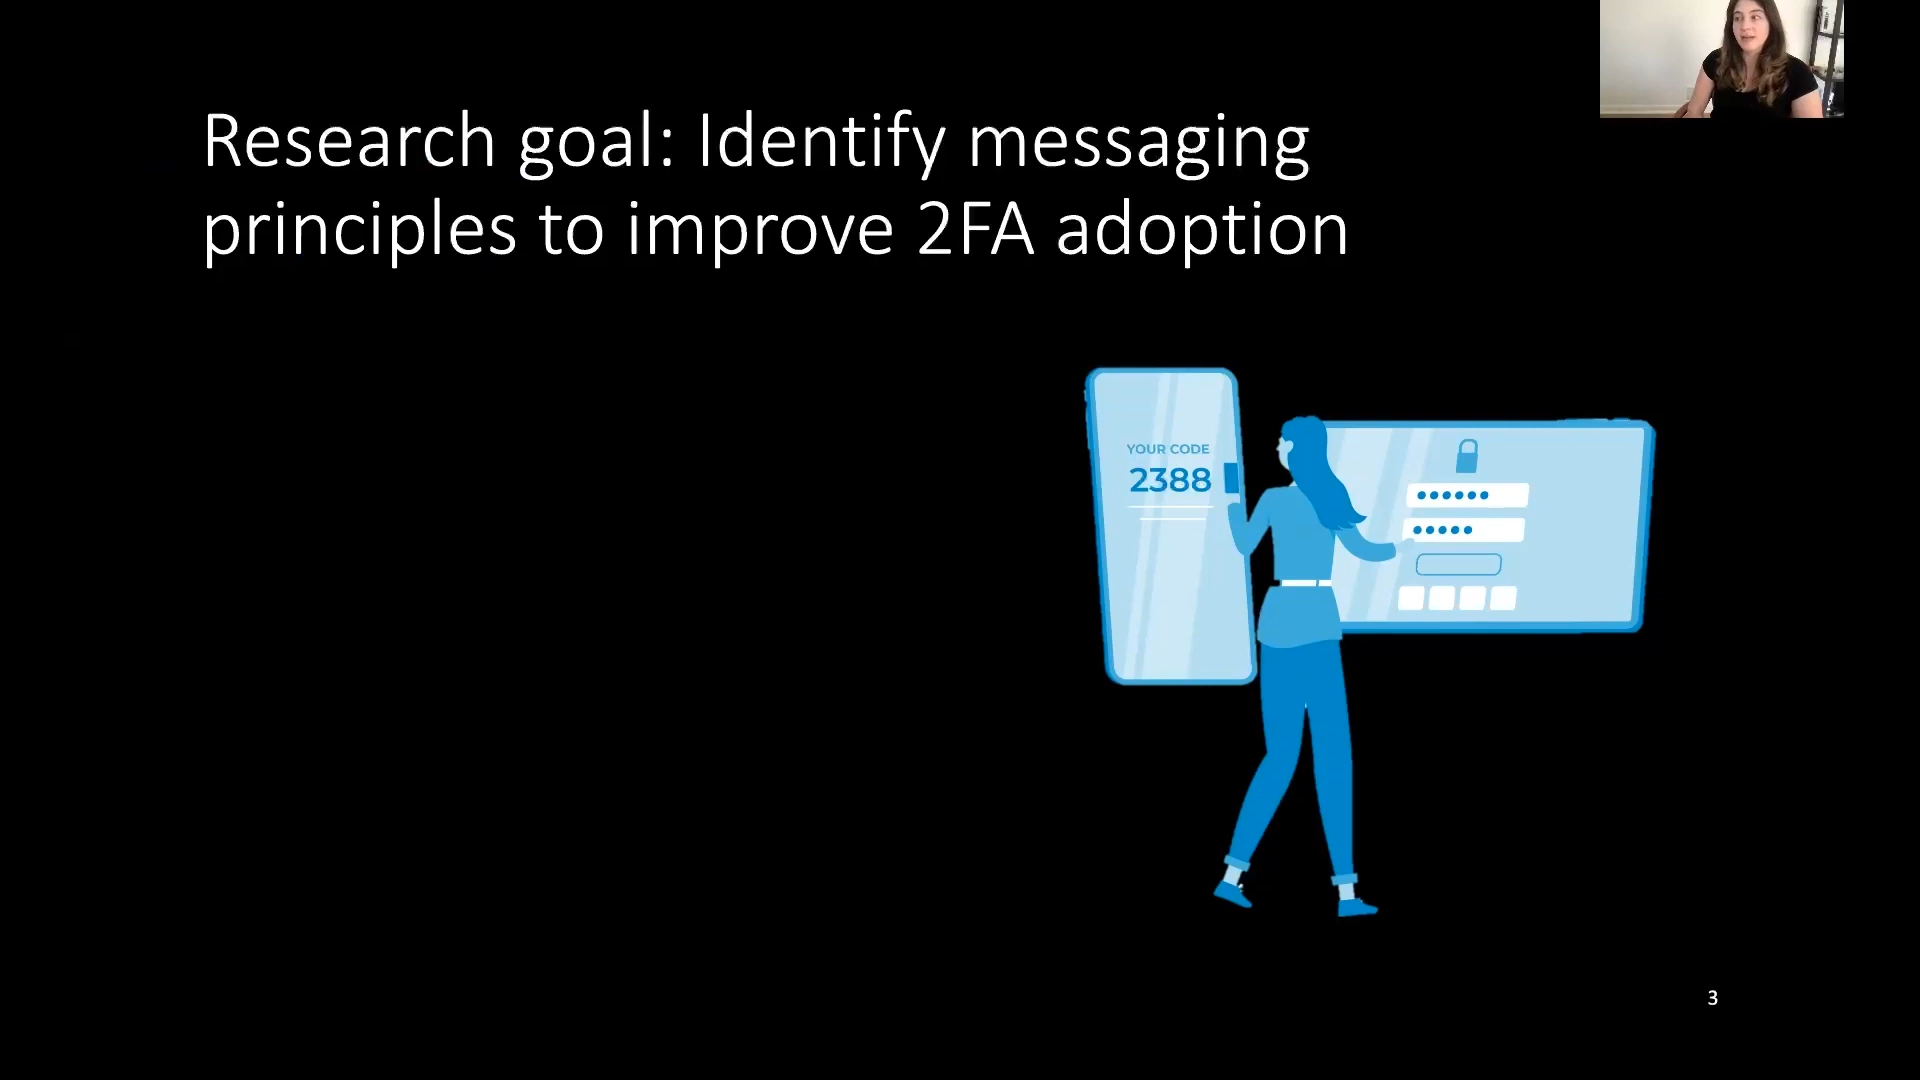 Research goal: Identify messaging
principles to improve 2FA adoption
YOUR CODE
2388
3